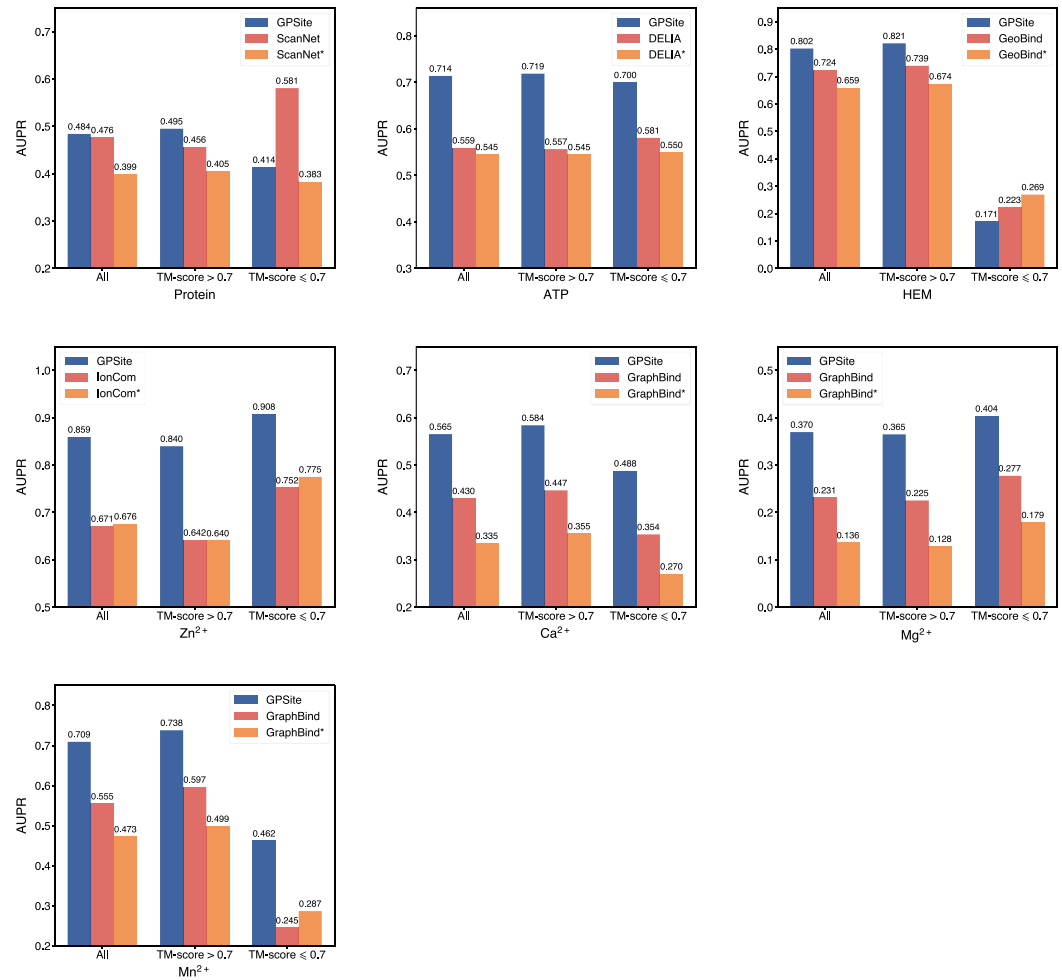 GPSite
ScanNet
ScanNet*
0.5
0.6
0.5
0.4
0.3
0.2
AUPR
0.484
0.476
0.399
0.495
0.456
0.405
0.414
0.581
0.383
All
TM-score > 0.7
TM-score ⩽ 0.7
Protein
GPSite
DELIA
DELIA*
0.8
0.7
0.6
0.5
0.4
0.3
AUPR
0.714
0.559
0.545
0.719
0.557
0.545
0.700
0.581
0.550
All
TM-score > 0.7
TM-score ⩽ 0.7
ATP
GPSite
GeoBind
GeoBind*
0.9
0.8
0.7
0.6
0.5
0.4
0.3
0.2
0.1
0.0
AUPR
0.802
0.724
0.659
0.821
0.739
0.674
0.171
0.223
0.269
All
TM-score > 0.7
TM-score ⩽ 0.7
HEM
GPSite
IonCom
IonCom*
1.0
0.9
0.8
0.7
0.6
0.5
AUPR
0.859
0.671
0.676
0.840
0.642
0.640
0.908
0.752
0.775
All
TM-score > 0.7
TM-score ⩽ 0.7
Zn²⁺
GPSite
GraphBind
GraphBind*
0.7
0.6
0.5
0.4
0.3
0.2
AUPR
0.565
0.430
0.335
0.584
0.447
0.355
0.488
0.354
0.270
All
TM-score > 0.7
TM-score ⩽ 0.7
Ca²⁺
GPSite
GraphBind
GraphBind*
0.5
0.4
0.3
0.2
0.1
0.0
AUPR
0.370
0.231
0.136
0.365
0.225
0.128
0.404
0.277
0.179
All
TM-score > 0.7
TM-score ⩽ 0.7
Mg²⁺
GPSite
GraphBind
GraphBind*
0.8
0.7
0.6
0.5
0.4
0.3
0.2
AUPR
0.709
0.555
0.473
0.738
0.597
0.499
0.462
0.245
0.287
All
TM-score > 0.7
TM-score ⩽ 0.7
Mn²⁺